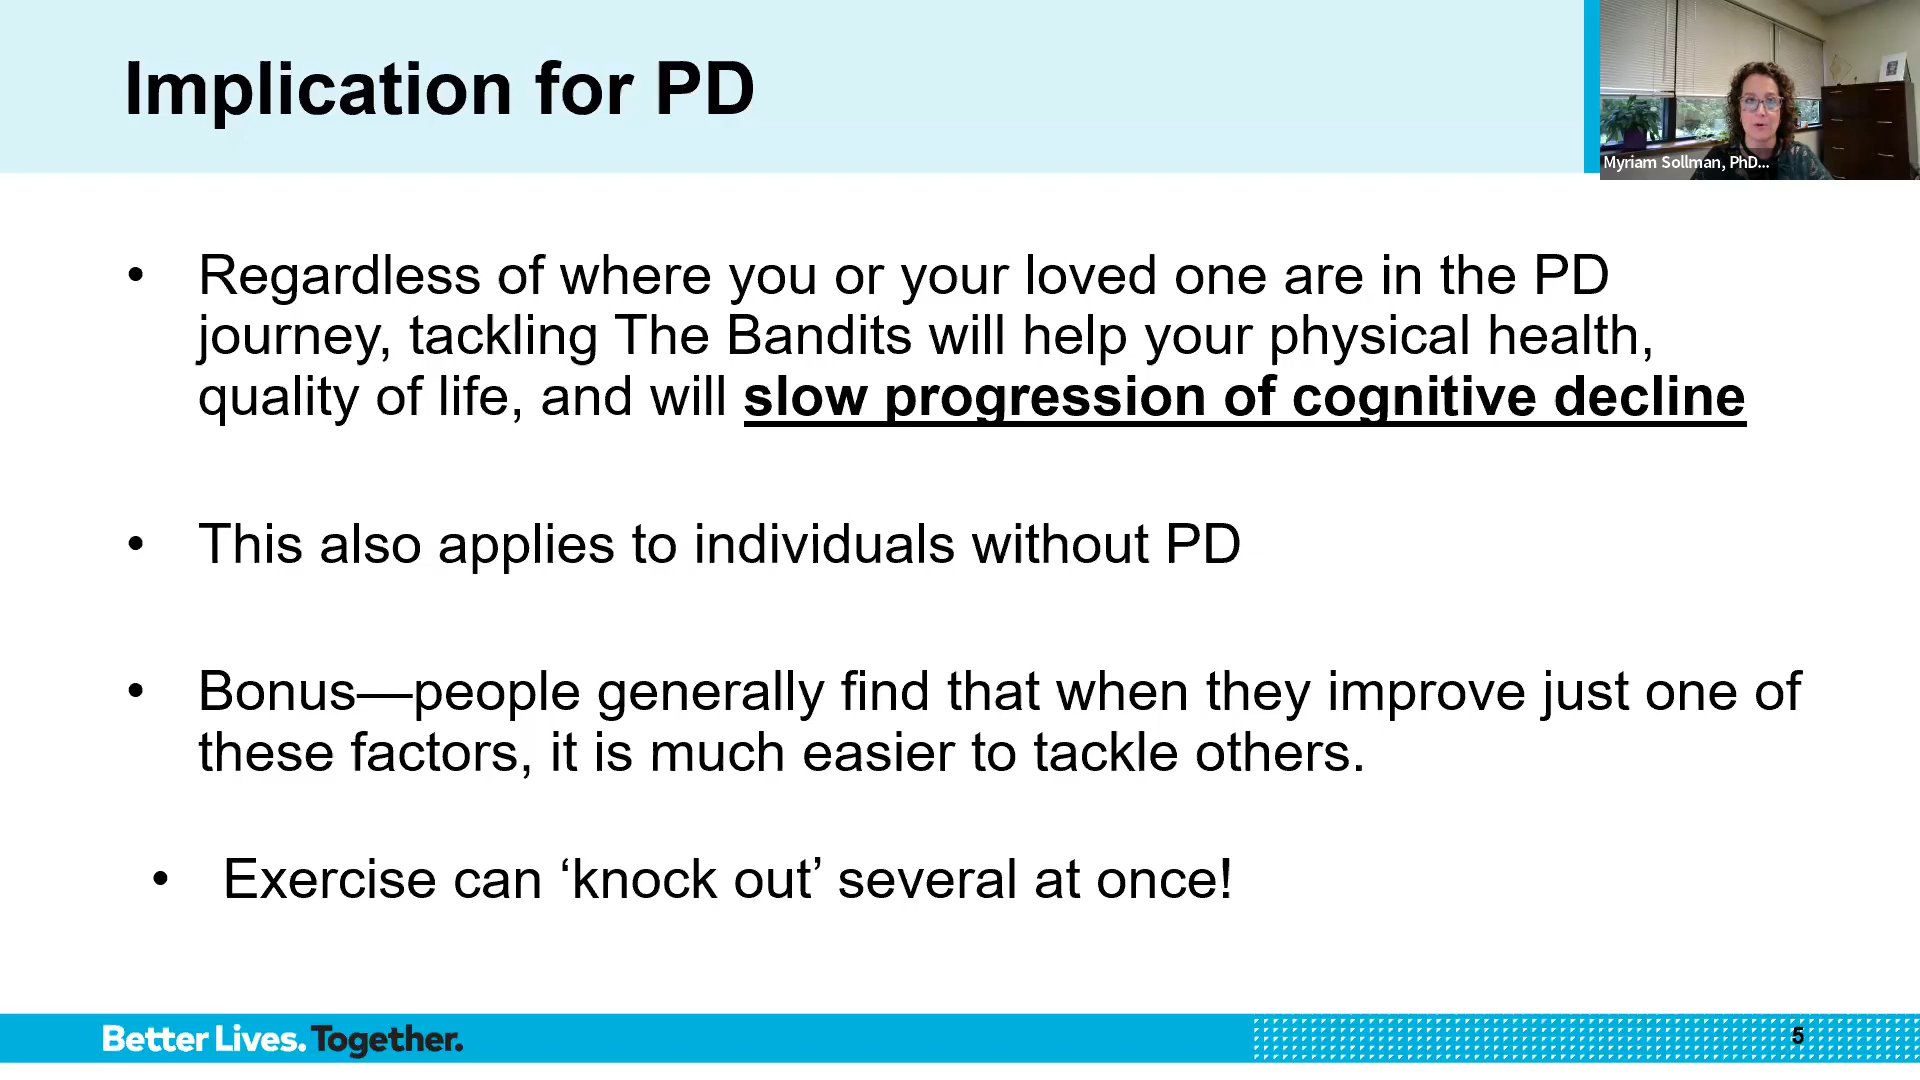 Implication for PD
Myriam Sollman, PhD...
• Regardless of where you or your loved one are in the PD
journey, tackling The Bandits will help your physical health,
quality of life, and will slow progression of cognitive decline
• This also applies to individuals without PD
• Bonus—people generally find that when they improve just one of
these factors, it is much easier to tackle others.
• Exercise can ‘knock out’ several at once!
Better Lives. Together.
5